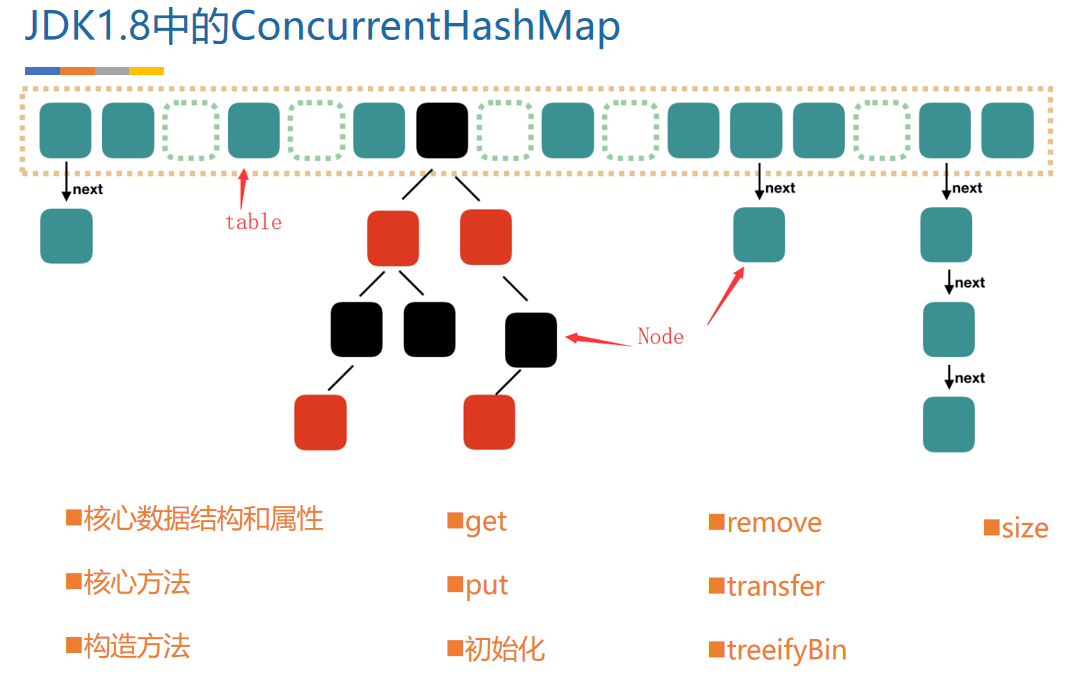 JDK1.8中的ConcurrentHashMap
next
next
next
table
next
Node
next
核心数据结构和属性
get
remove
size
核心方法
put
transfer
构造方法
初始化
treeifyBin